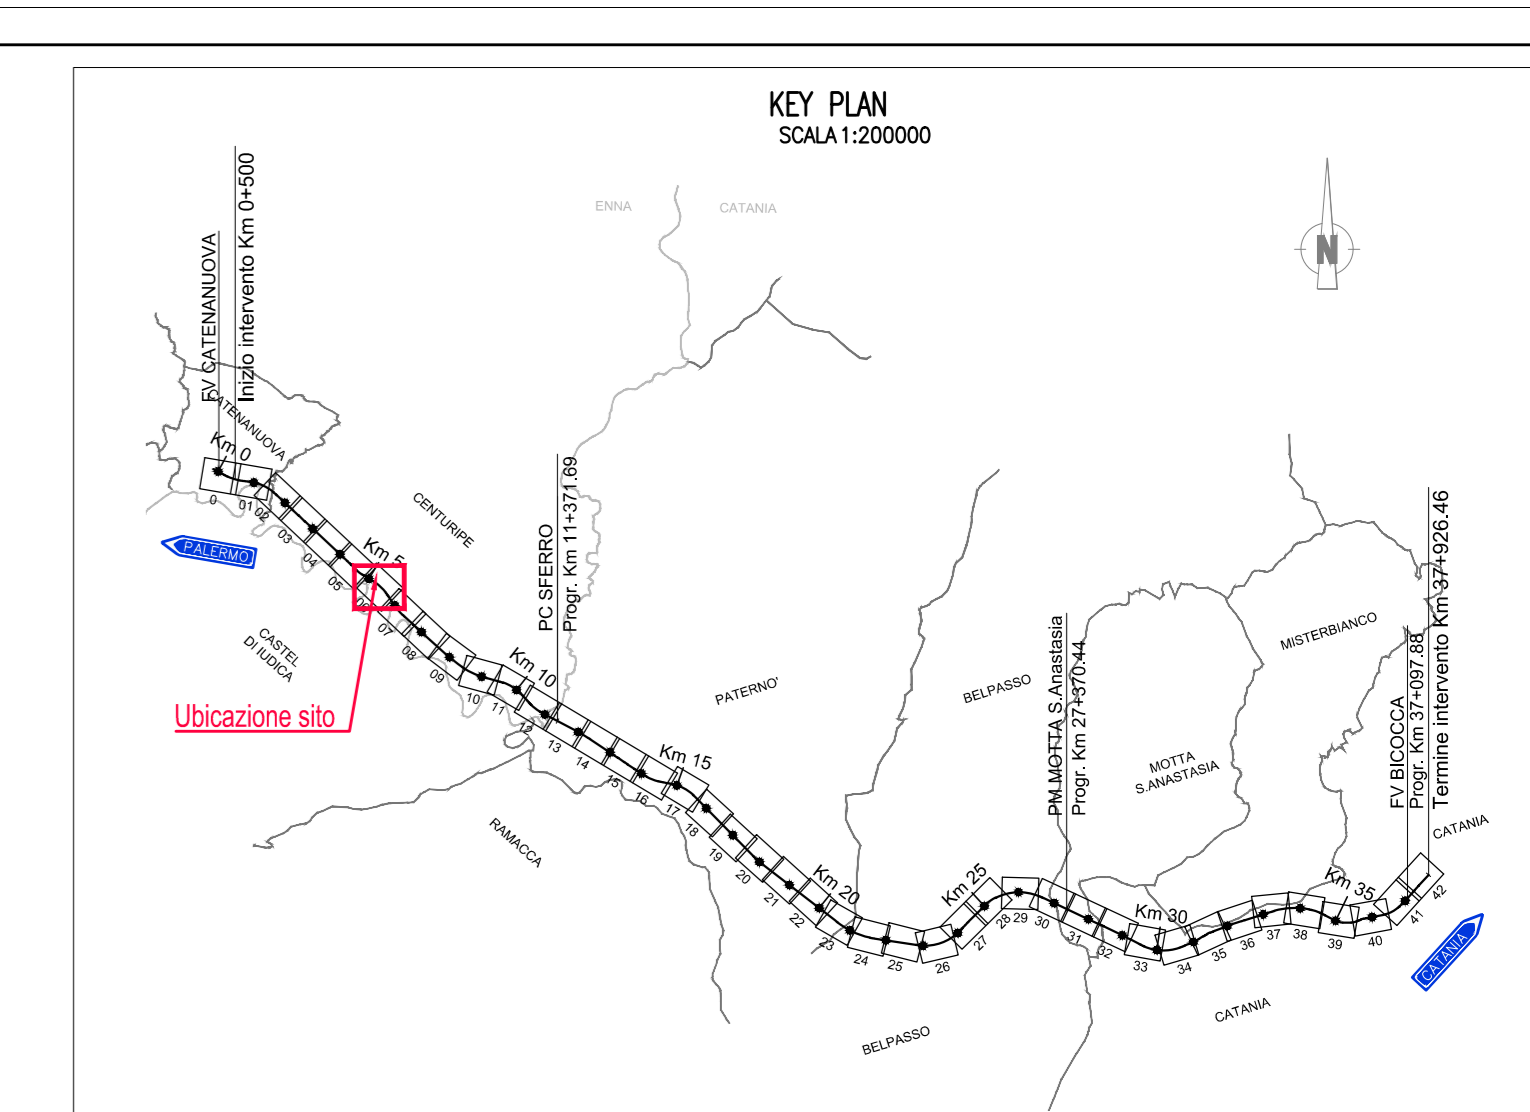 KEY PLAN
SCALA 1:200000
ENNA
CATANIA
N
FV CATENANUOVA
Inizio intervento Km 0+500
CATENANUOVA
Km 0
CENTURIPE
PALERMO
Km 5
PC SFERRO
Progr. Km 11+371.69
CASTEL
DI IUDICA
Ubicazione sito
Km 10
PATERNO'
BELPASSO
Km 15
RAMACCA
Km 20
Km 25
PM MOTTA S.Anastasia
Progr. Km 27+370.44
Km 30
MOTTA
S.ANASTASIA
MISTERBIANCO
FV BICOCCA
Progr. Km 37+097.88
Termine intervento Km 37+926.46
CATANIA
Km 35
CATANIA
BELPASSO
CATANIA
0
01
02
03
04
05
06
07
08
09
10
11
12
13
14
15
16
17
18
19
20
21
22
23
24
25
26
27
28
29
30
31
32
33
34
35
36
37
38
39
40
41
42